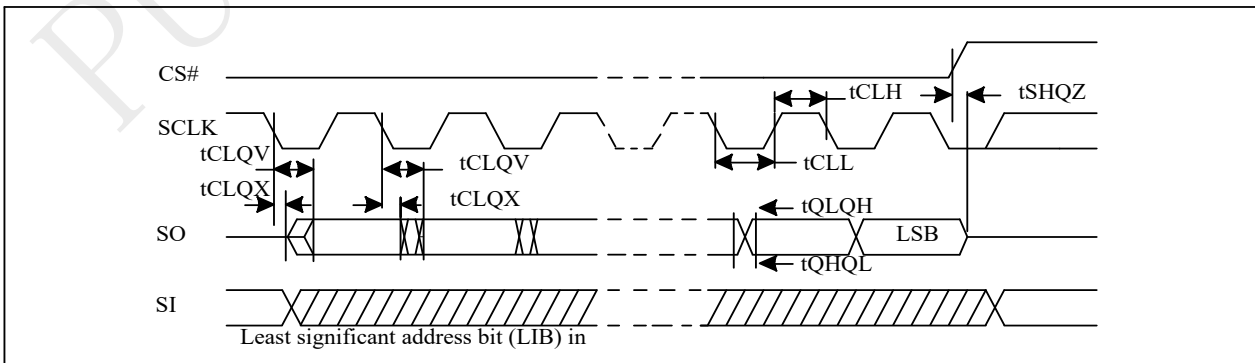 CS#
tCLH
tSHQZ
SCLK
tCLQV
tCLQV
tCLL
tCLQX
tCLQX
tQLQH
SO
LSB
tQHQL
SI
Least significant address bit (LIB) in